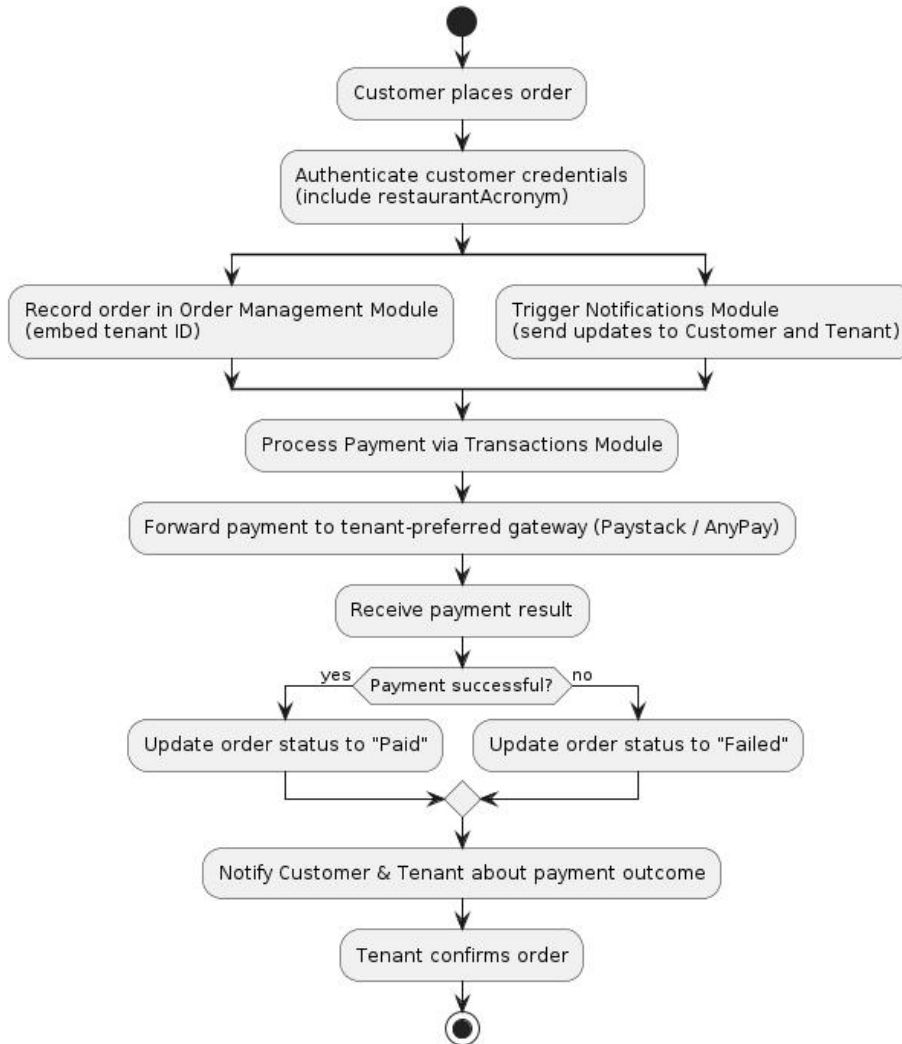 Customer places order
Authenticate customer credentials
(include restaurantAcronym)
Record order in Order Management Module
(embed tenant ID)
Trigger Notifications Module
(send updates to Customer and Tenant)
Process Payment via Transactions Module
Forward payment to tenant-preferred gateway (Paystack / AnyPay)
Receive payment result
yes
Payment successful?
no
Update order status to "Paid"
Update order status to "Failed"
Notify Customer & Tenant about payment outcome
Tenant confirms order